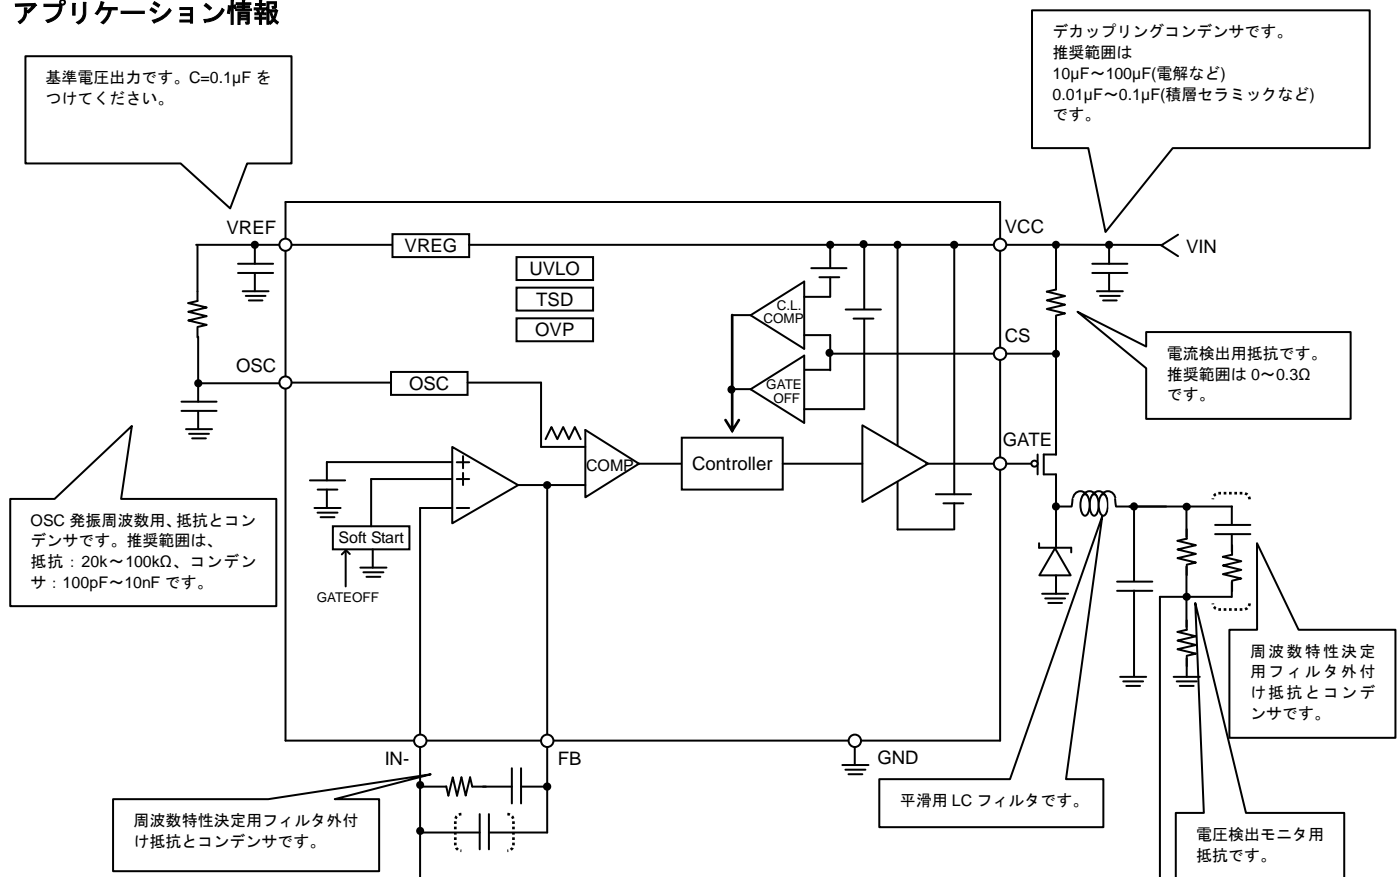 アプリケーション情報
基準電圧出力です。C=0.1µF を
つけてください。
デカップリングコンデンサです。
推奨範囲は
10µF～100µF(電解など)
0.01µF～0.1µF(積層セラミックなど)
です。
VREF
VREG
VCC
VIN
UVLO
TSD
OVP
C.L.
COMP
CS
電流検出用抵抗です。
推奨範囲は 0～0.3Ω
です。
OSC
OSC
GATE
OFF
GATE
COMP
Controller
OSC 発振周波数用、抵抗とコン
デンサです。推奨範囲は、
抵抗：20k～100kΩ、コンデン
サ：100pF～10nF です。
Soft Start
GATEOFF
周波数特性決定
用フィルタ外付
け抵抗とコンデ
ンサです。
IN-
FB
GND
平滑用 LC フィルタです。
周波数特性決定用フィルタ外付
け抵抗とコンデンサです。
電圧検出モニタ用
抵抗です。